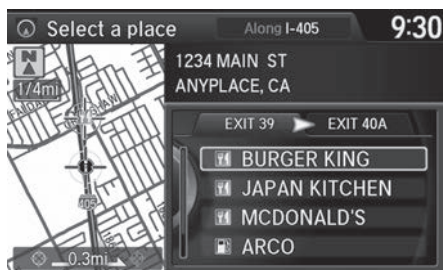 Select a place
Along I-405
9:30
N
1/4mi
1234 MAIN ST
ANYPLACE, CA
EXIT 39
EXIT 40A
BURGER KING
JAPAN KITCHEN
MCDONALD'S
ARCO
405
0.3mi